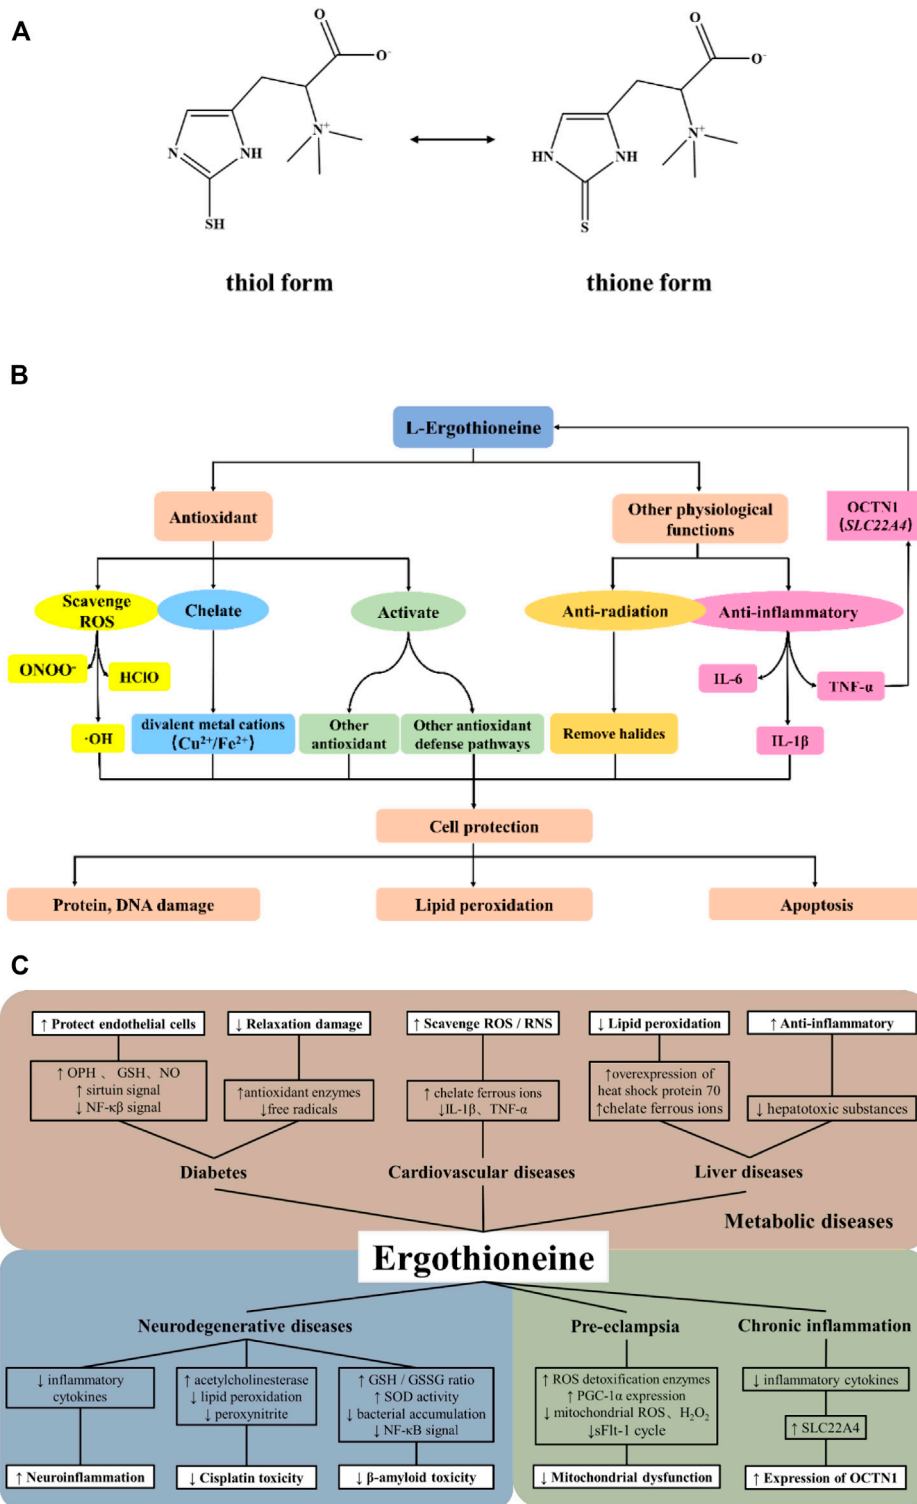 A
O
O⁻
N⁺
N
NH
SH
thiol form
O
O⁻
N⁺
HN
NH
S
thione form
B
L-Ergothioneine
Antioxidant
Other physiological
functions
OCTN1
(SLC22A4)
Scavenge
ROS
Chelate
Activate
Anti-radiation
Anti-inflammatory
ONOO⁻
HClO
IL-6
TNF-α
·OH
divalent metal cations
(Cu²⁺/Fe²⁺)
Other
antioxidant
Other antioxidant
defense pathways
Remove halides
IL-1β
Cell protection
Protein, DNA damage
Lipid peroxidation
Apoptosis
C
↑ Protect endothelial cells
↓ Relaxation damage
↑ Scavenge ROS / RNS
↓ Lipid peroxidation
↑ Anti-inflammatory
↑ OPH 、 GSH、NO
↑ sirtuin signal
↓ NF-κβ signal
↑antioxidant enzymes
↓free radicals
↑ chelate ferrous ions
↓IL-1β、TNF-α
↑overexpression of
heat shock protein 70
↑chelate ferrous ions
↓ hepatotoxic substances
Diabetes
Cardiovascular diseases
Liver diseases
Metabolic diseases
Ergothioneine
Neurodegenerative diseases
Pre-eclampsia
Chronic inflammation
↓ inflammatory
cytokines
↑ acetylcholinesterase
↓ lipid peroxidation
↓ peroxynitrite
↑ GSH / GSSG ratio
↑ SOD activity
↓ bacterial accumulation
↓ NF-κB signal
↑ ROS detoxification enzymes
↑ PGC-1α expression
↓ mitochondrial ROS、H₂O₂
↓sFlt-1 cycle
↓ inflammatory cytokines
↑ SLC22A4
↑ Neuroinflammation
↓ Cisplatin toxicity
↓ β-amyloid toxicity
↓ Mitochondrial dysfunction
↑ Expression of OCTN1